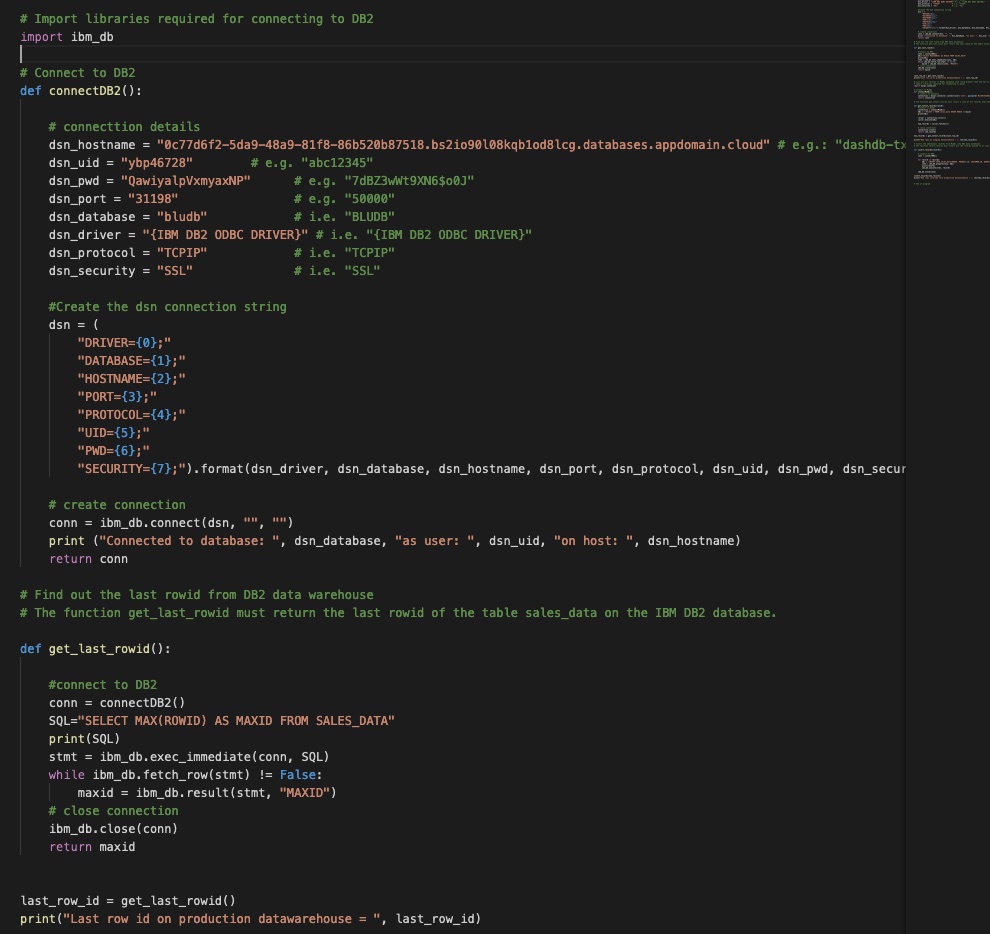 # Import libraries required for connecting to DB2
import ibm_db
# Connect to DB2
def connectDB2():
# connecttion details
dsn_hostname = "0c77d6f2-5da9-48a9-81f8-86b520b87518.bs2io90l08kqb1od8lcg.databases.appdomain.cloud" # e.g.: "dashdb-tx
dsn_uid = "ybp46728" # e.g. "abc12345"
dsn_pwd = "QawiyalpVxmyaxNP" # e.g. "7dBZ3wWt9XN6$o0J"
dsn_port = "31198" # e.g. "50000"
dsn_database = "bludb" # i.e. "BLUDB"
dsn_driver = "{IBM DB2 ODBC DRIVER}" # i.e. "{IBM DB2 ODBC DRIVER}"
dsn_protocol = "TCPIP" # i.e. "TCPIP"
dsn_security = "SSL" # i.e. "SSL"
#Create the dsn connection string
dsn = (
"DRIVER={0};"
"DATABASE={1};"
"HOSTNAME={2};"
"PORT={3};"
"PROTOCOL={4};"
"UID={5};"
"PWD={6};"
"SECURITY={7};").format(dsn_driver, dsn_database, dsn_hostname, dsn_port, dsn_protocol, dsn_uid, dsn_pwd, dsn_secur
# create connection
conn = ibm_db.connect(dsn, "", "")
print ("Connected to database: ", dsn_database, "as user: ", dsn_uid, "on host: ", dsn_hostname)
return conn
# Find out the last rowid from DB2 data warehouse
# The function get_last_rowid must return the last rowid of the table sales_data on the IBM DB2 database.
def get_last_rowid():
#connect to DB2
conn = connectDB2()
SQL="SELECT MAX(ROWID) AS MAXID FROM SALES_DATA"
print(SQL)
stmt = ibm_db.exec_immediate(conn, SQL)
while ibm_db.fetch_row(stmt) != False:
maxid = ibm_db.result(stmt, "MAXID")
# close connection
ibm_db.close(conn)
return maxid
last_row_id = get_last_rowid()
print("Last row id on production datawarehouse = ", last_row_id)